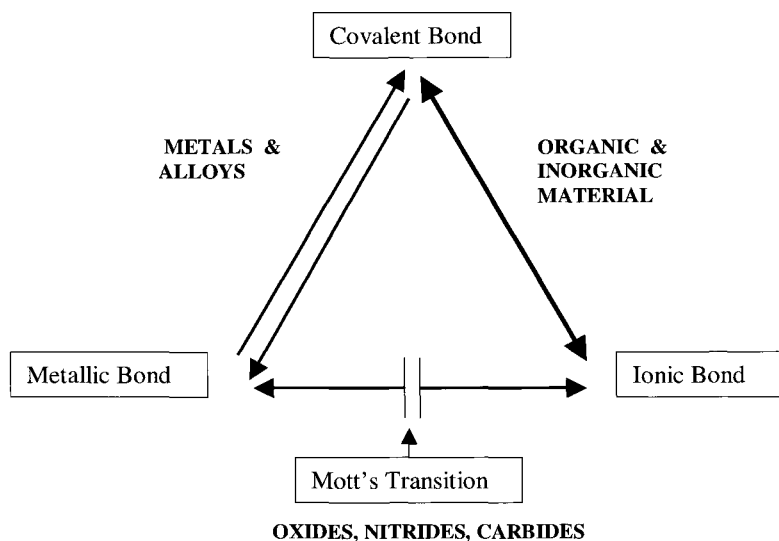 Covalent Bond
METALS &
ALLOYS
ORGANIC &
INORGANIC
MATERIAL
Metallic Bond
Ionic Bond
Mott's Transition
OXIDES, NITRIDES, CARBIDES